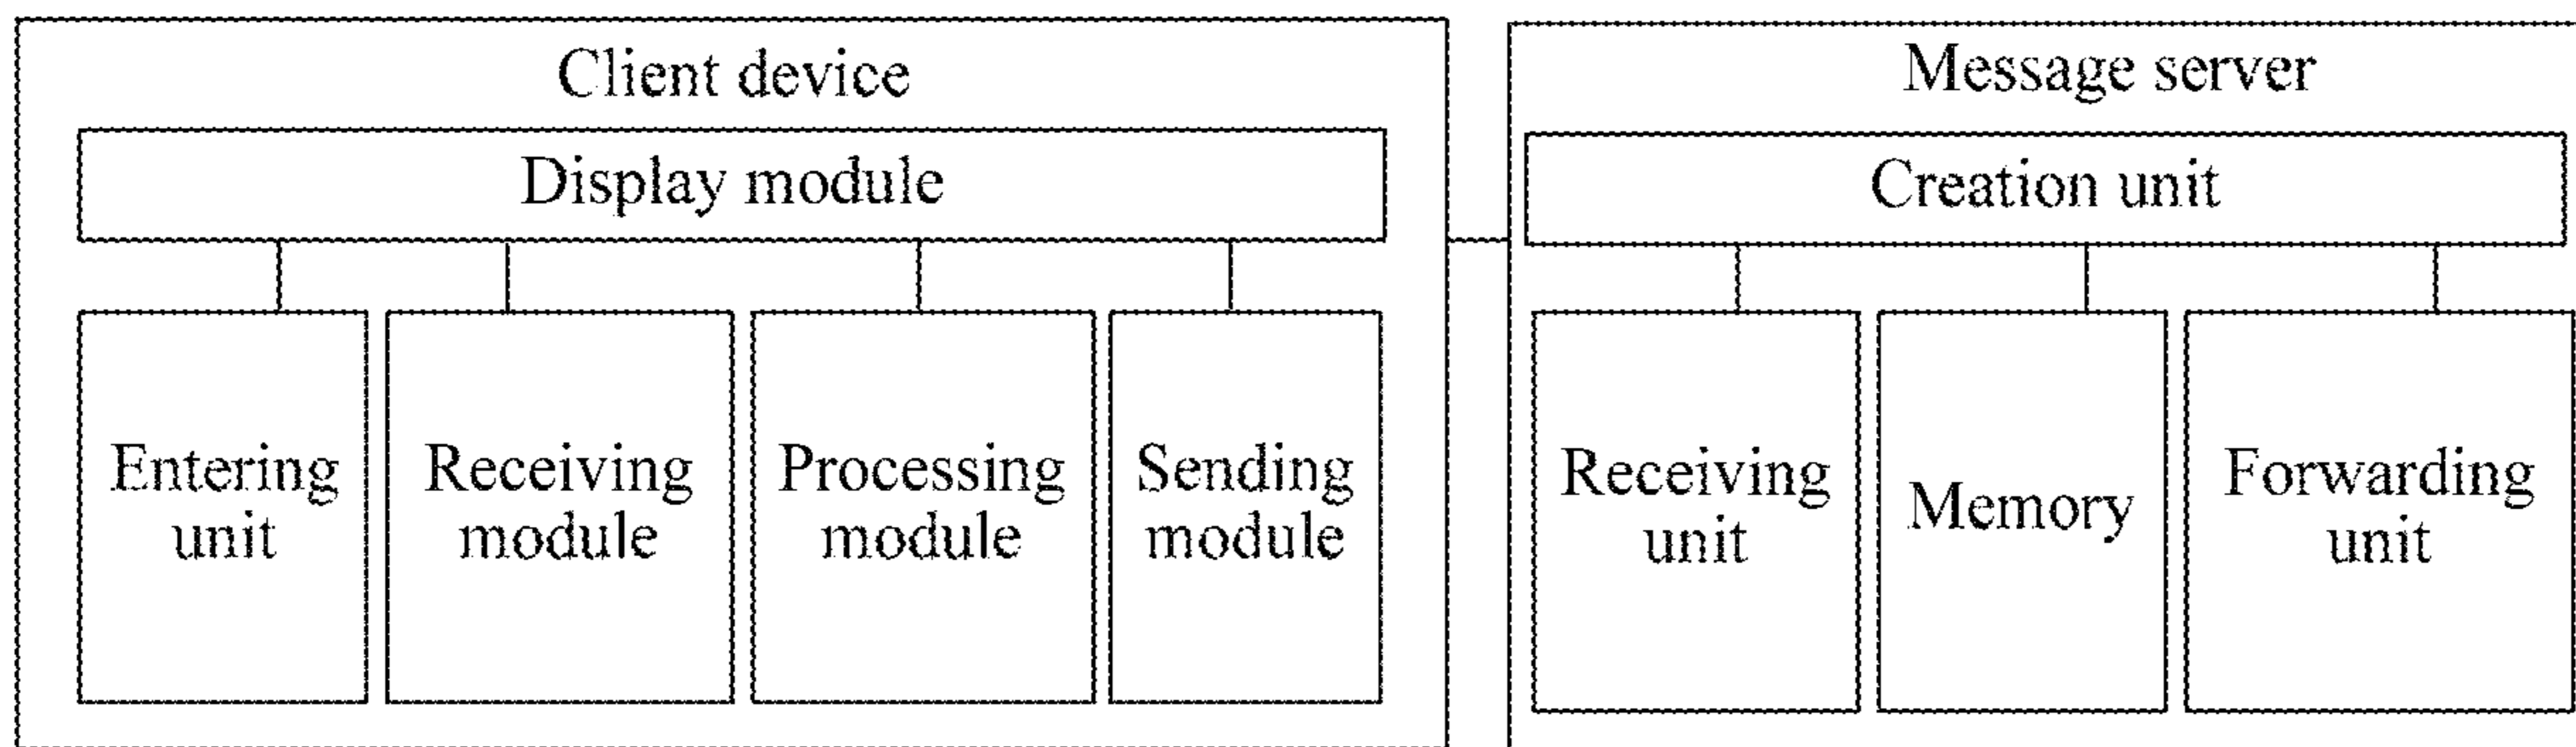 Client device
Display module
Entering
unit
Receiving
module
Processing
module
Sending
module
Message server
Creation unit
Receiving
unit
Memory
Forwarding
unit